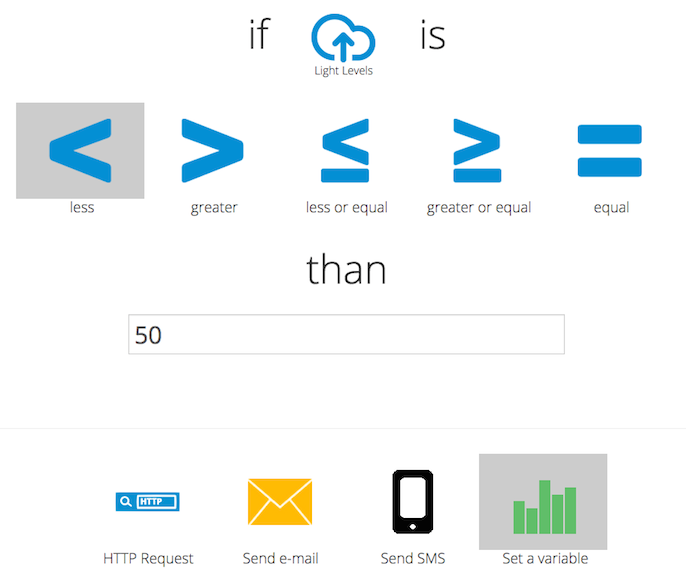 if is
Light Levels
less greater less or equal greater or equal equal
than
50
HTTP
HTTP Request Send e-mail Send SMS Set a variable